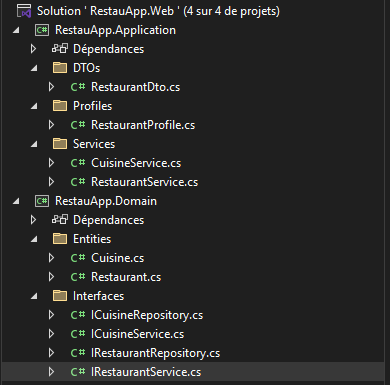 Solution ' RestauApp.Web ' (4 sur 4 de projets)
C# RestauApp.Application
Dépendances
DTOs
C# RestaurantDto.cs
Profiles
C# RestaurantProfile.cs
Services
C# CuisineService.cs
C# RestaurantService.cs
C# RestauApp.Domain
Dépendances
Entities
C# Cuisine.cs
C# Restaurant.cs
Interfaces
C# ICuisineRepository.cs
C# ICuisineService.cs
C# IRestaurantRepository.cs
C# IRestaurantService.cs